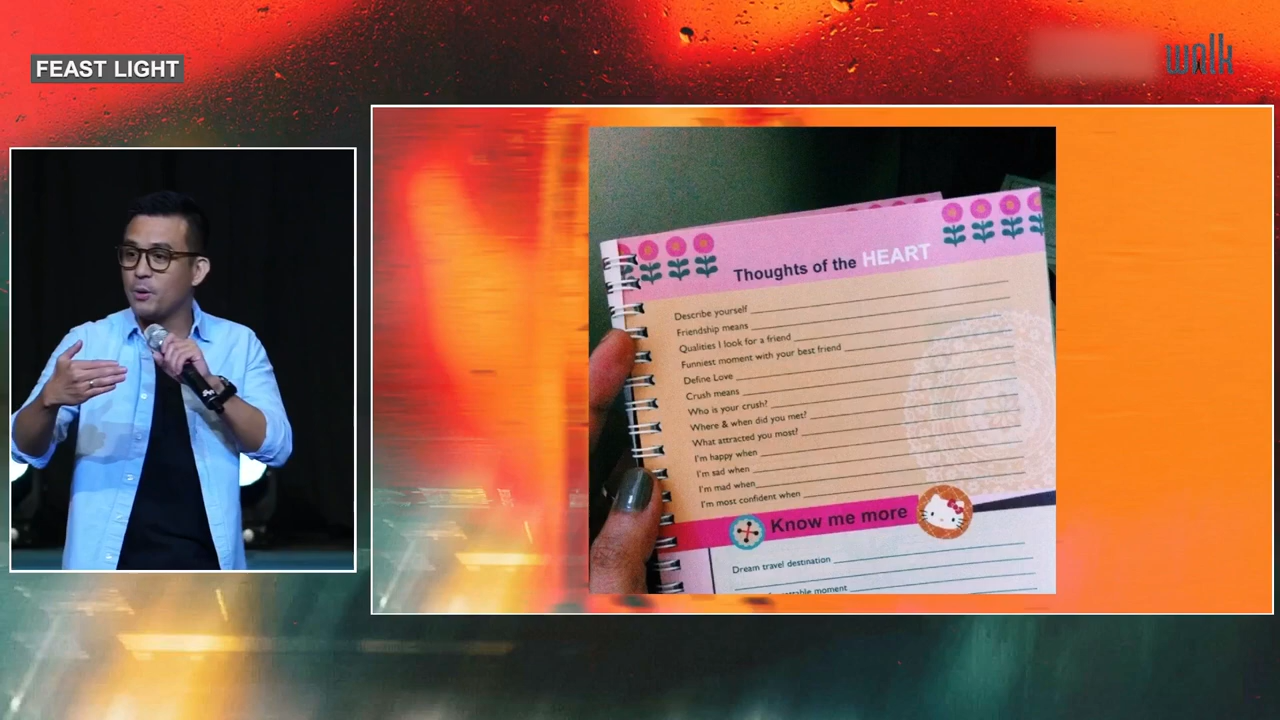 FEAST LIGHT
walk
Thoughts of the HEART
Describe yourself
Friendship means
Qualities I look for a friend
Funniest moment with your best friend
Define Love
Crush means
Who is your crush?
Where & when did you met?
What attracted you most?
I'm happy when
I'm sad when
I'm mad when
I'm most confident when
Know me more
Dream travel destination
moment